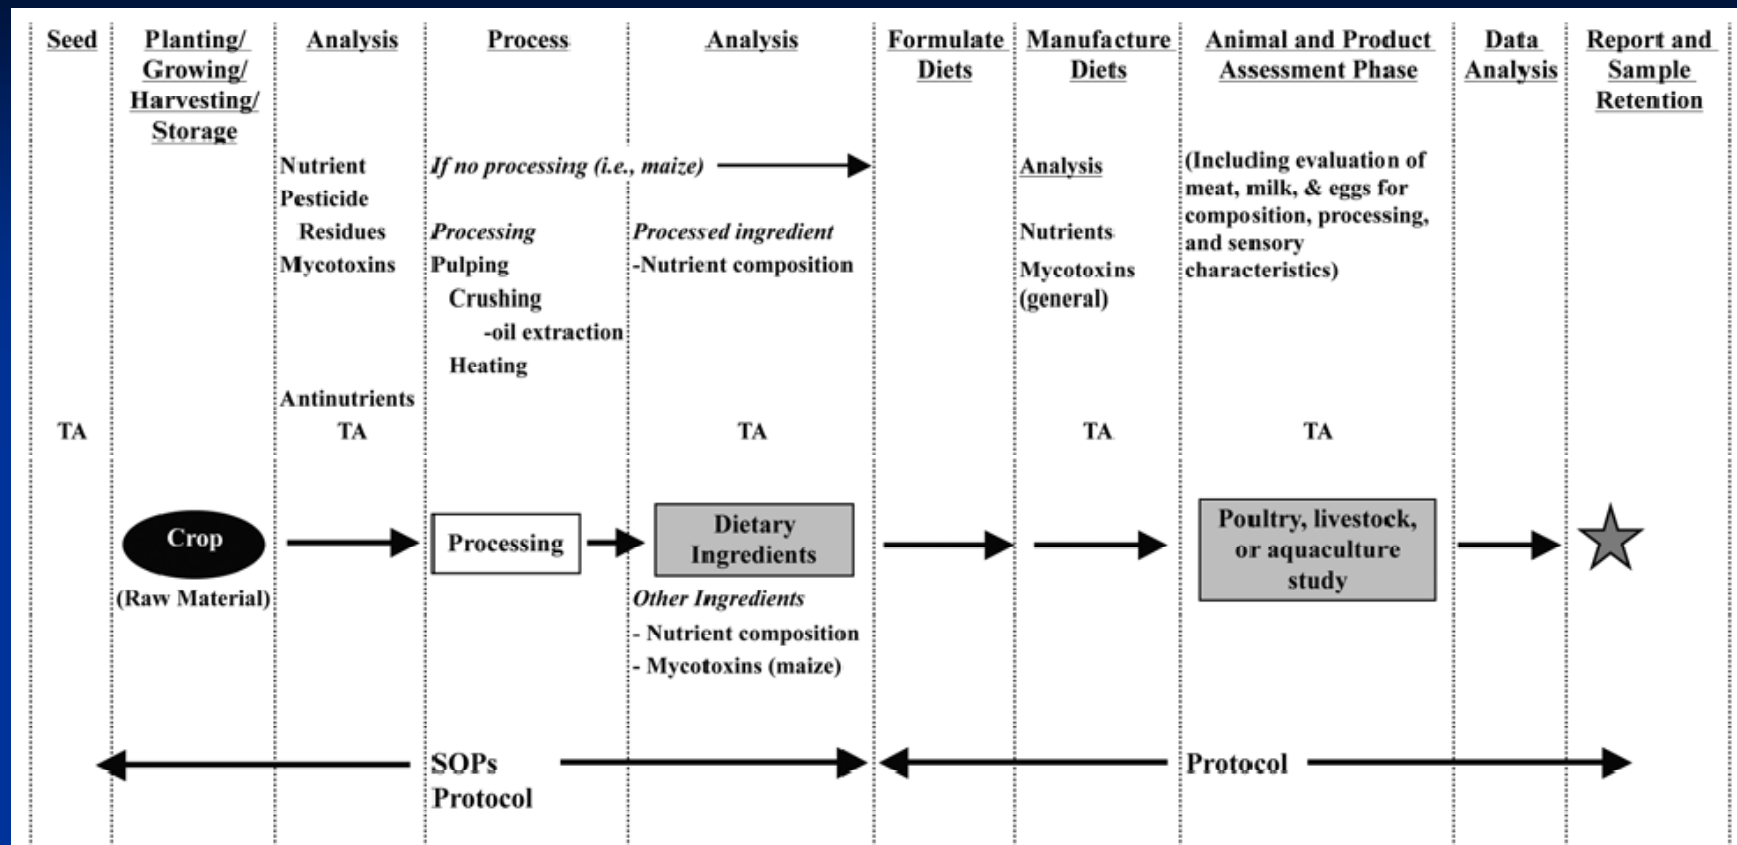 Seed
Planting/
Growing/
Harvesting/
Storage
Analysis
Process
Analysis
Formulate
Diets
Manufacture
Diets
Animal and Product
Assessment Phase
Data
Analysis
Report and
Sample
Retention
Nutrient
Pesticide
Residues
Mycotoxins
Antinutrients
If no processing (i.e., maize)
Processing
Pulping
Crushing
-oil extraction
Heating
Processed ingredient
-Nutrient composition
Analysis
Nutrients
Mycotoxins
(general)
(Including evaluation of
meat, milk, & eggs for
composition, processing,
and sensory
characteristics)
TA
TA
TA
TA
TA
Crop
(Raw Material)
Processing
Dietary
Ingredients
Other Ingredients
- Nutrient composition
- Mycotoxins (maize)
Poultry, livestock,
or aquaculture
study
SOPs
Protocol
Protocol